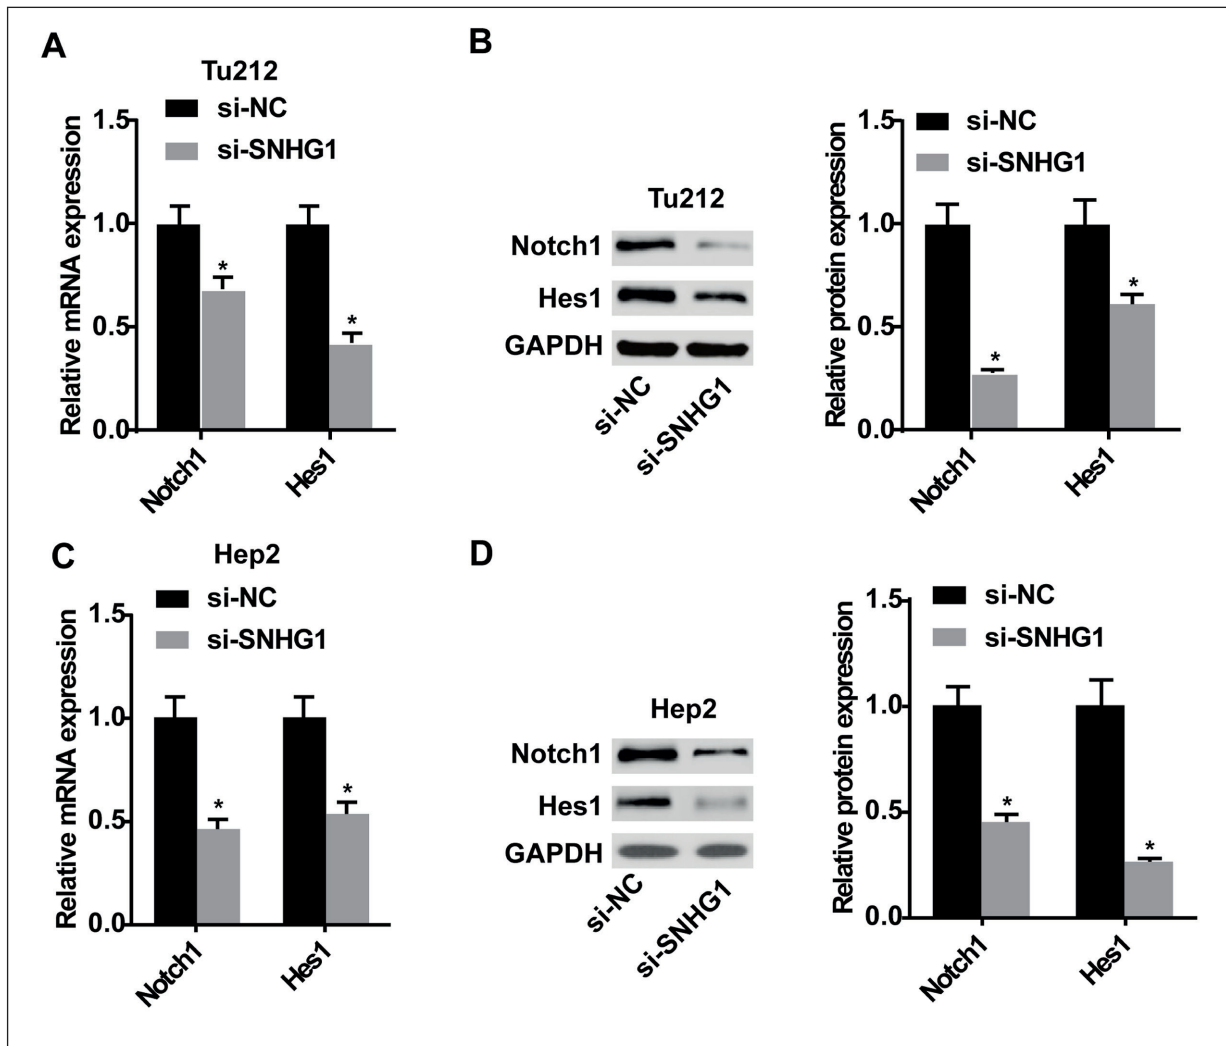 A
Tu212
si-NC
si-SNHG1
Relative mRNA expression
1.5
1.0
0.5
0.0
*
*
Notch1
Hes1
B
Tu212
Notch1
Hes1
GAPDH
si-NC
si-SNHG1
si-NC
si-SNHG1
Relative protein expression
1.5
1.0
0.5
0.0
*
*
Notch1
Hes1
C
Hep2
si-NC
si-SNHG1
Relative mRNA expression
1.5
1.0
0.5
0.0
*
*
Notch1
Hes1
D
Hep2
Notch1
Hes1
GAPDH
si-NC
si-SNHG1
si-NC
si-SNHG1
Relative protein expression
1.5
1.0
0.5
0.0
*
*
Notch1
Hes1